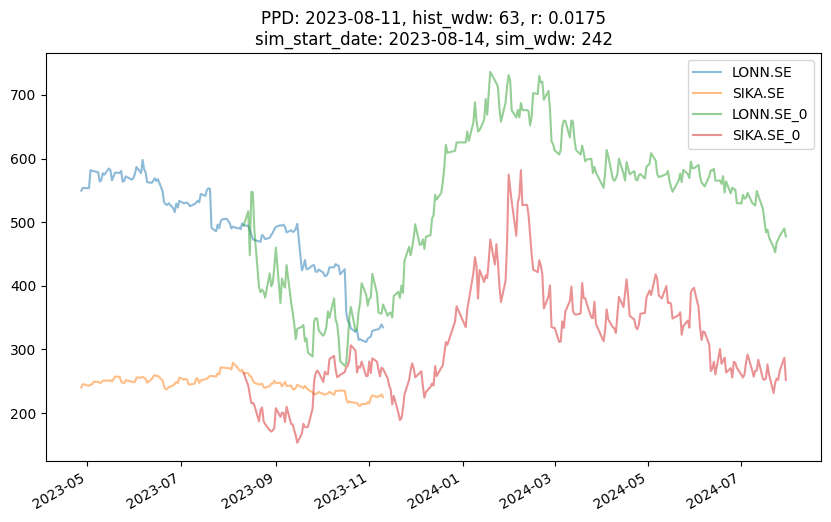 PPD: 2023-08-11, hist_wdw: 63, r: 0.0175
sim_start_date: 2023-08-14, sim_wdw: 242
LONN.SE
SIKA.SE
LONN.SE_0
SIKA.SE_0
700
600
500
400
300
200
2023-05
2023-07
2023-09
2023-11
2024-01
2024-03
2024-05
2024-07